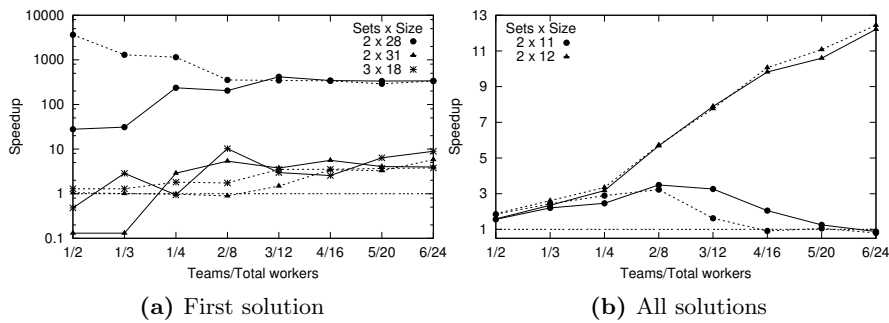 Sets x Size
2 x 28
2 x 31
3 x 18
10000
1000
100
10
1
0.1
Speedup
1/2 1/3 1/4 2/8 3/12 4/16 5/20 6/24
Teams/Total workers
(a) First solution
Sets x Size
2 x 11
2 x 12
13
11
9
7
5
3
1
Speedup
1/2 1/3 1/4 2/8 3/12 4/16 5/20 6/24
Teams/Total workers
(b) All solutions